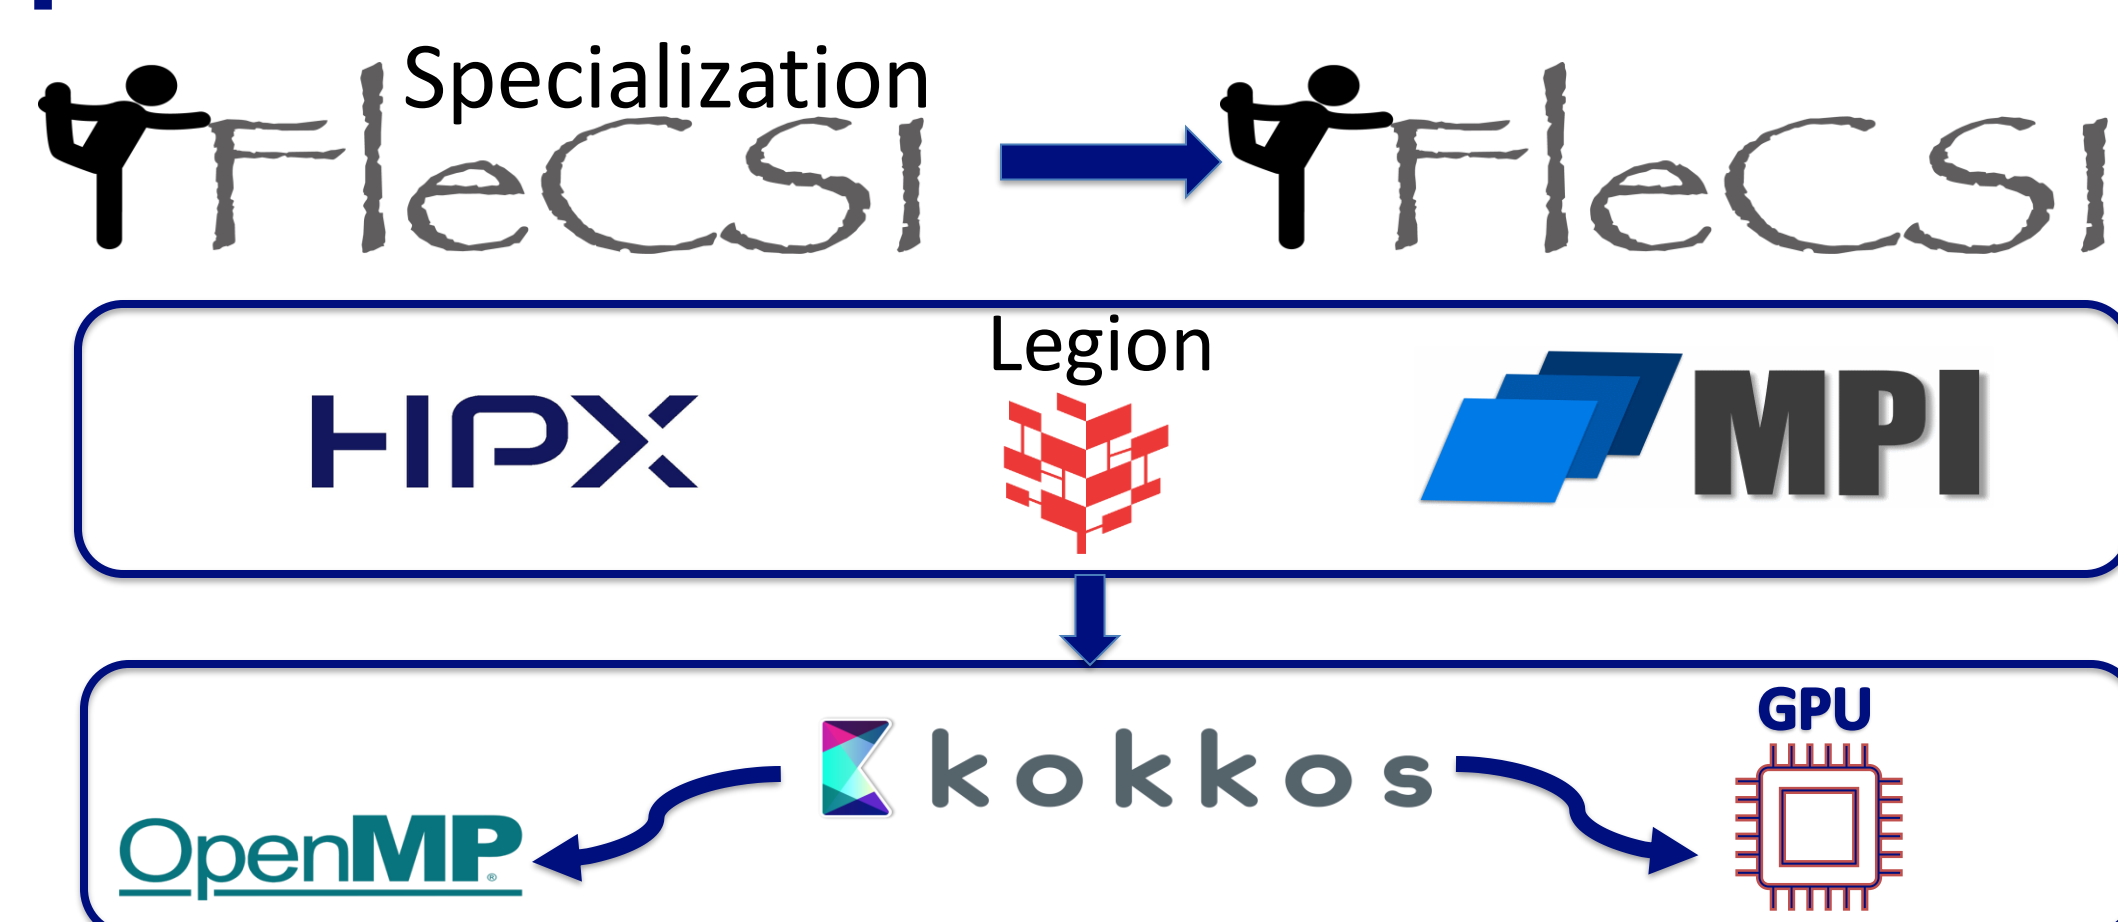 Specialization
FleCSI
FleCSI
Legion
HPX
MPI
GPU
kokkos
OpenMP®